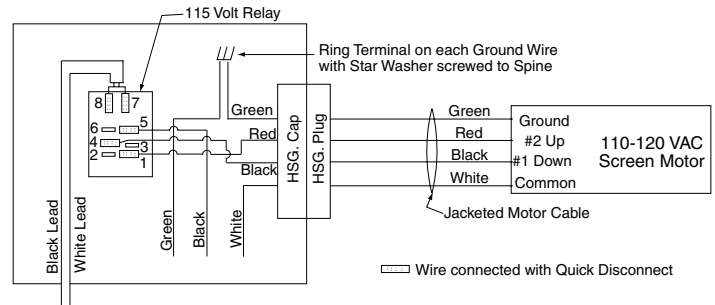 115 Volt Relay
Ring Terminal on each Ground Wire
with Star Washer screwed to Spine
8 7
6 5
4 3
2 1
Green
Red
Black
HSG. Cap
HSG. Plug
Green
Red
Black
White
Ground
#2 Up
#1 Down
Common
110-120 VAC
Screen Motor
Jacketed Motor Cable
Black Lead
White Lead
Green
Black
White
Wire connected with Quick Disconnect